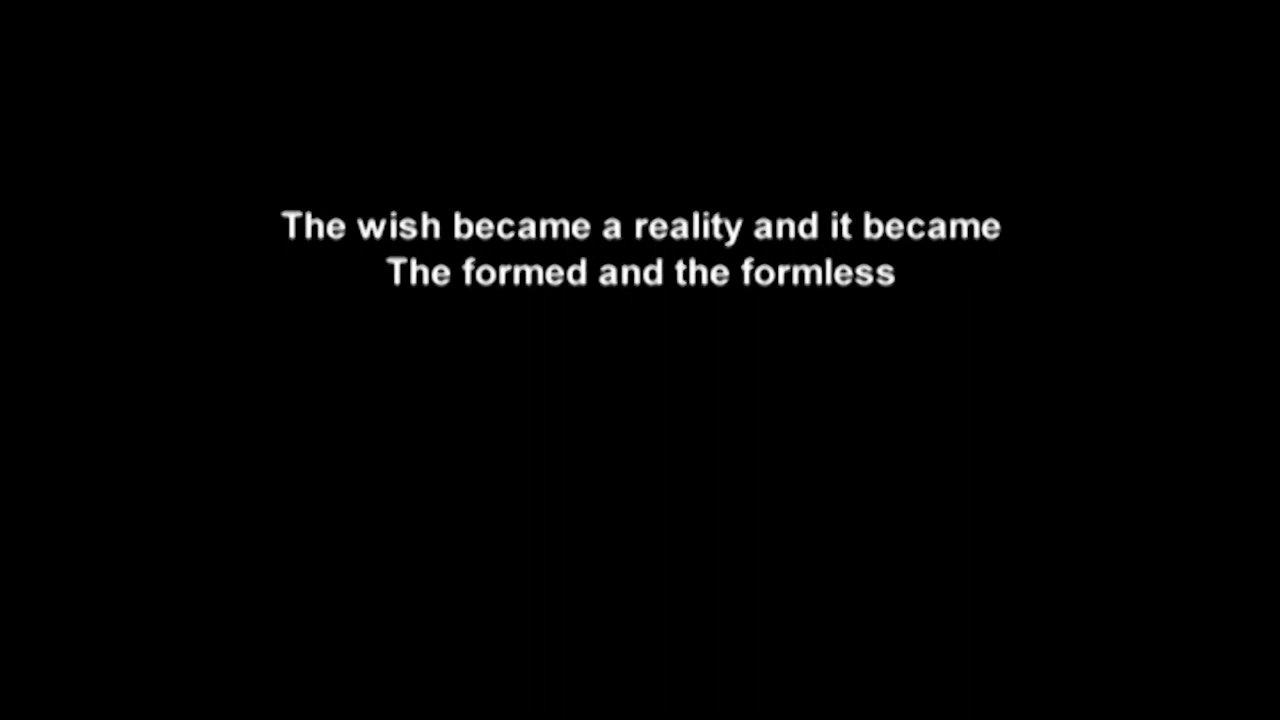 The wish became a reality and it became
The formed and the formless